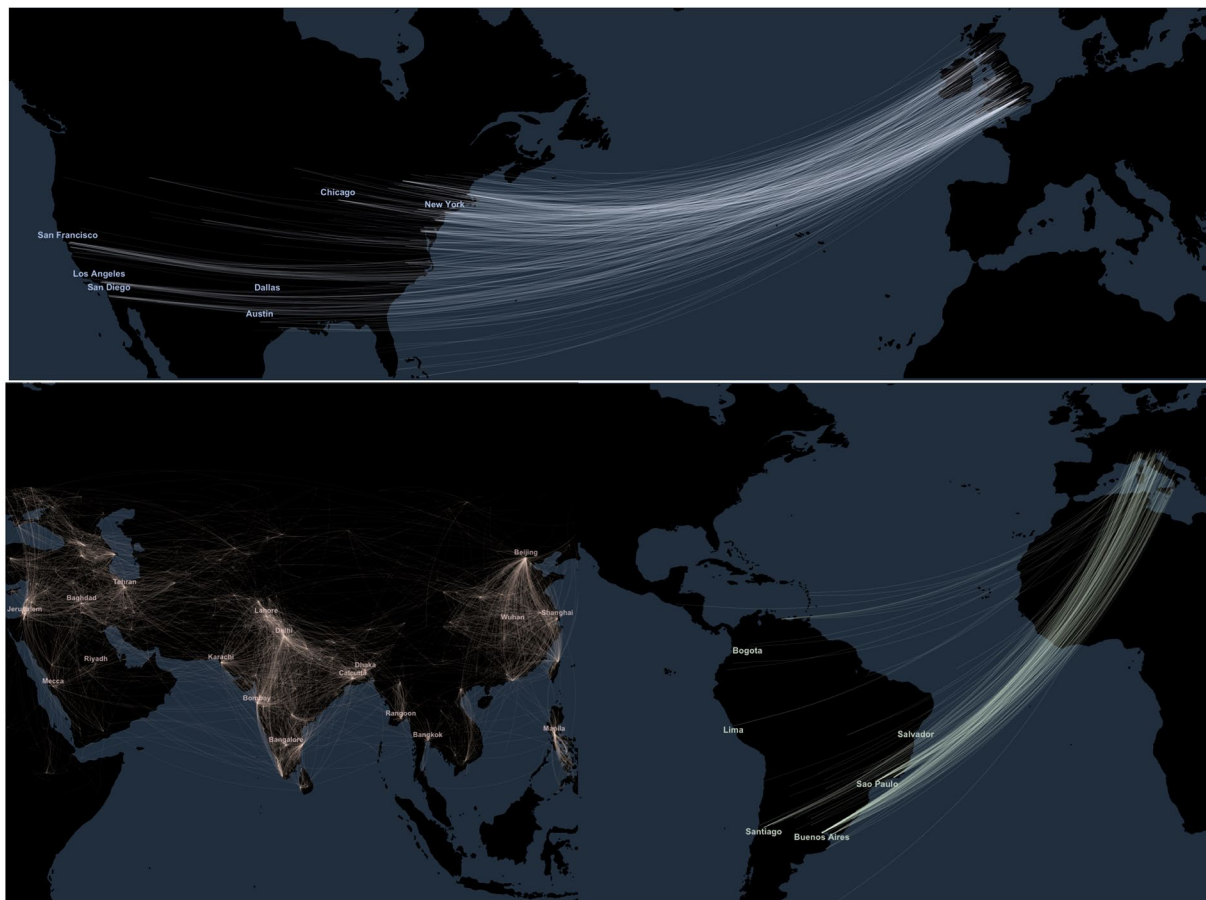 Chicago
New York
San Francisco
Los Angeles
San Diego
Dallas
Austin
Beijing
Tehran
Baghdad
Jerusalem
Lahore
Wuhan
Shanghai
Delhi
Riyadh
Karachi
Dhaka
Calcutta
Mecca
Bombay
Rangoon
Bangkok
Manila
Bangalore
Bogota
Lima
Salvador
Sao Paulo
Santiago
Buenos Aires